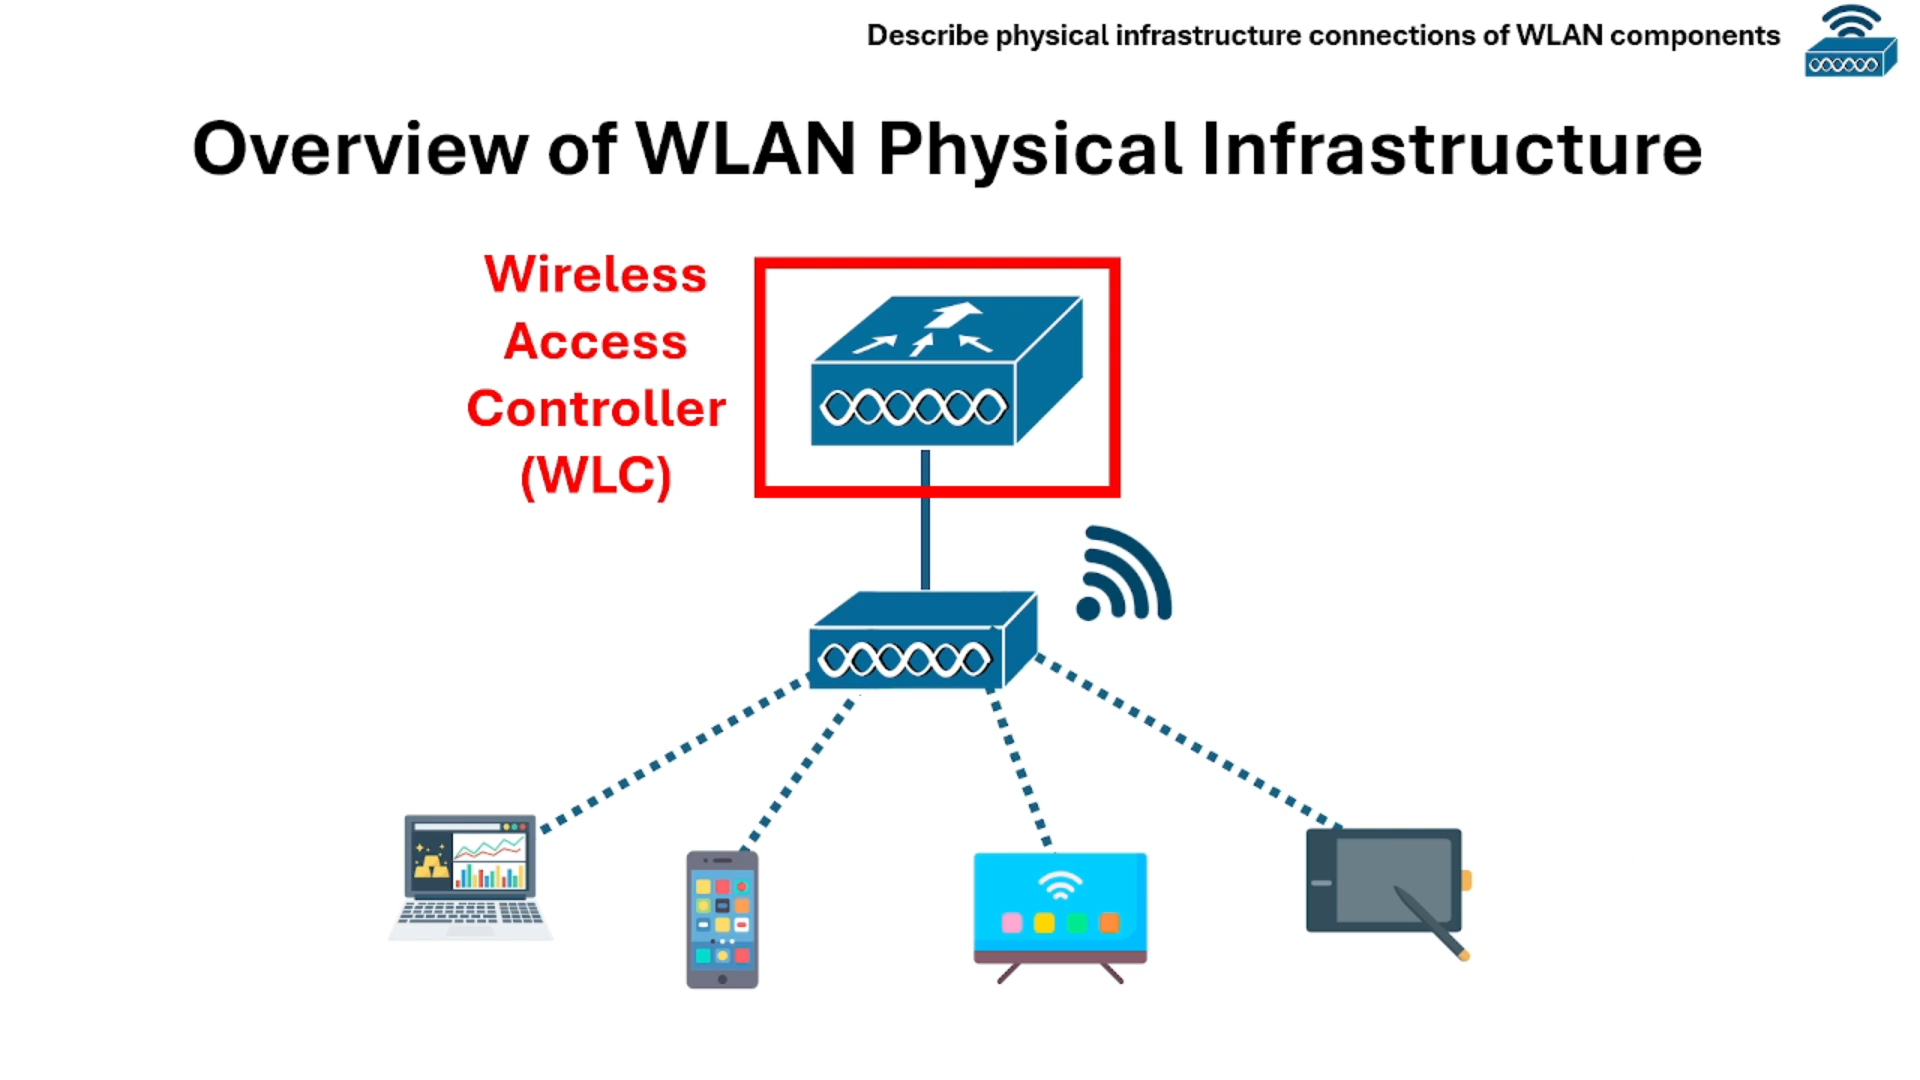 Describe physical infrastructure connections of WLAN components
Overview of WLAN Physical Infrastructure
Wireless
Access
Controller
(WLC)